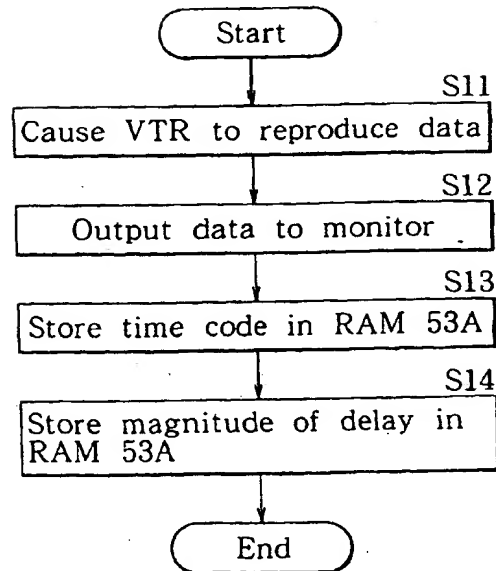 Start
S11
Cause VTR to reproduce data
S12
Output data to monitor
S13
Store time code in RAM 53A
S14
Store magnitude of delay in
RAM 53A
End